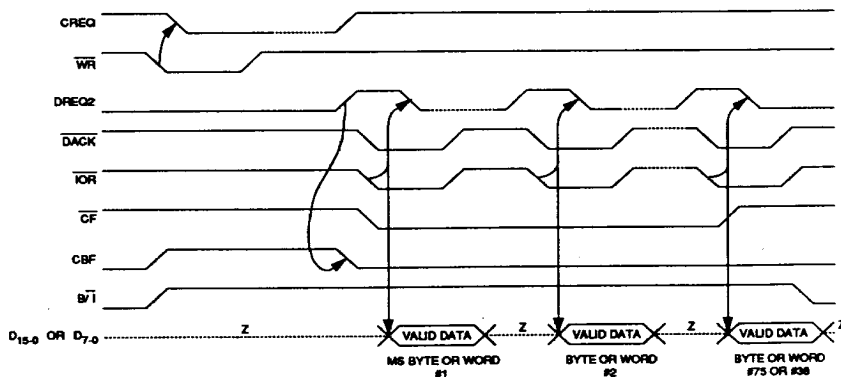 CREQ
WR
DREQ2
DACK
IOR
CF
CBF
B/I
D15-0 OR D7-0 Z VALID DATA Z VALID DATA Z VALID DATA Z
MS BYTE OR WORD
#1
BYTE OR WORD
#2
BYTE OR WORD
#75 OR #38